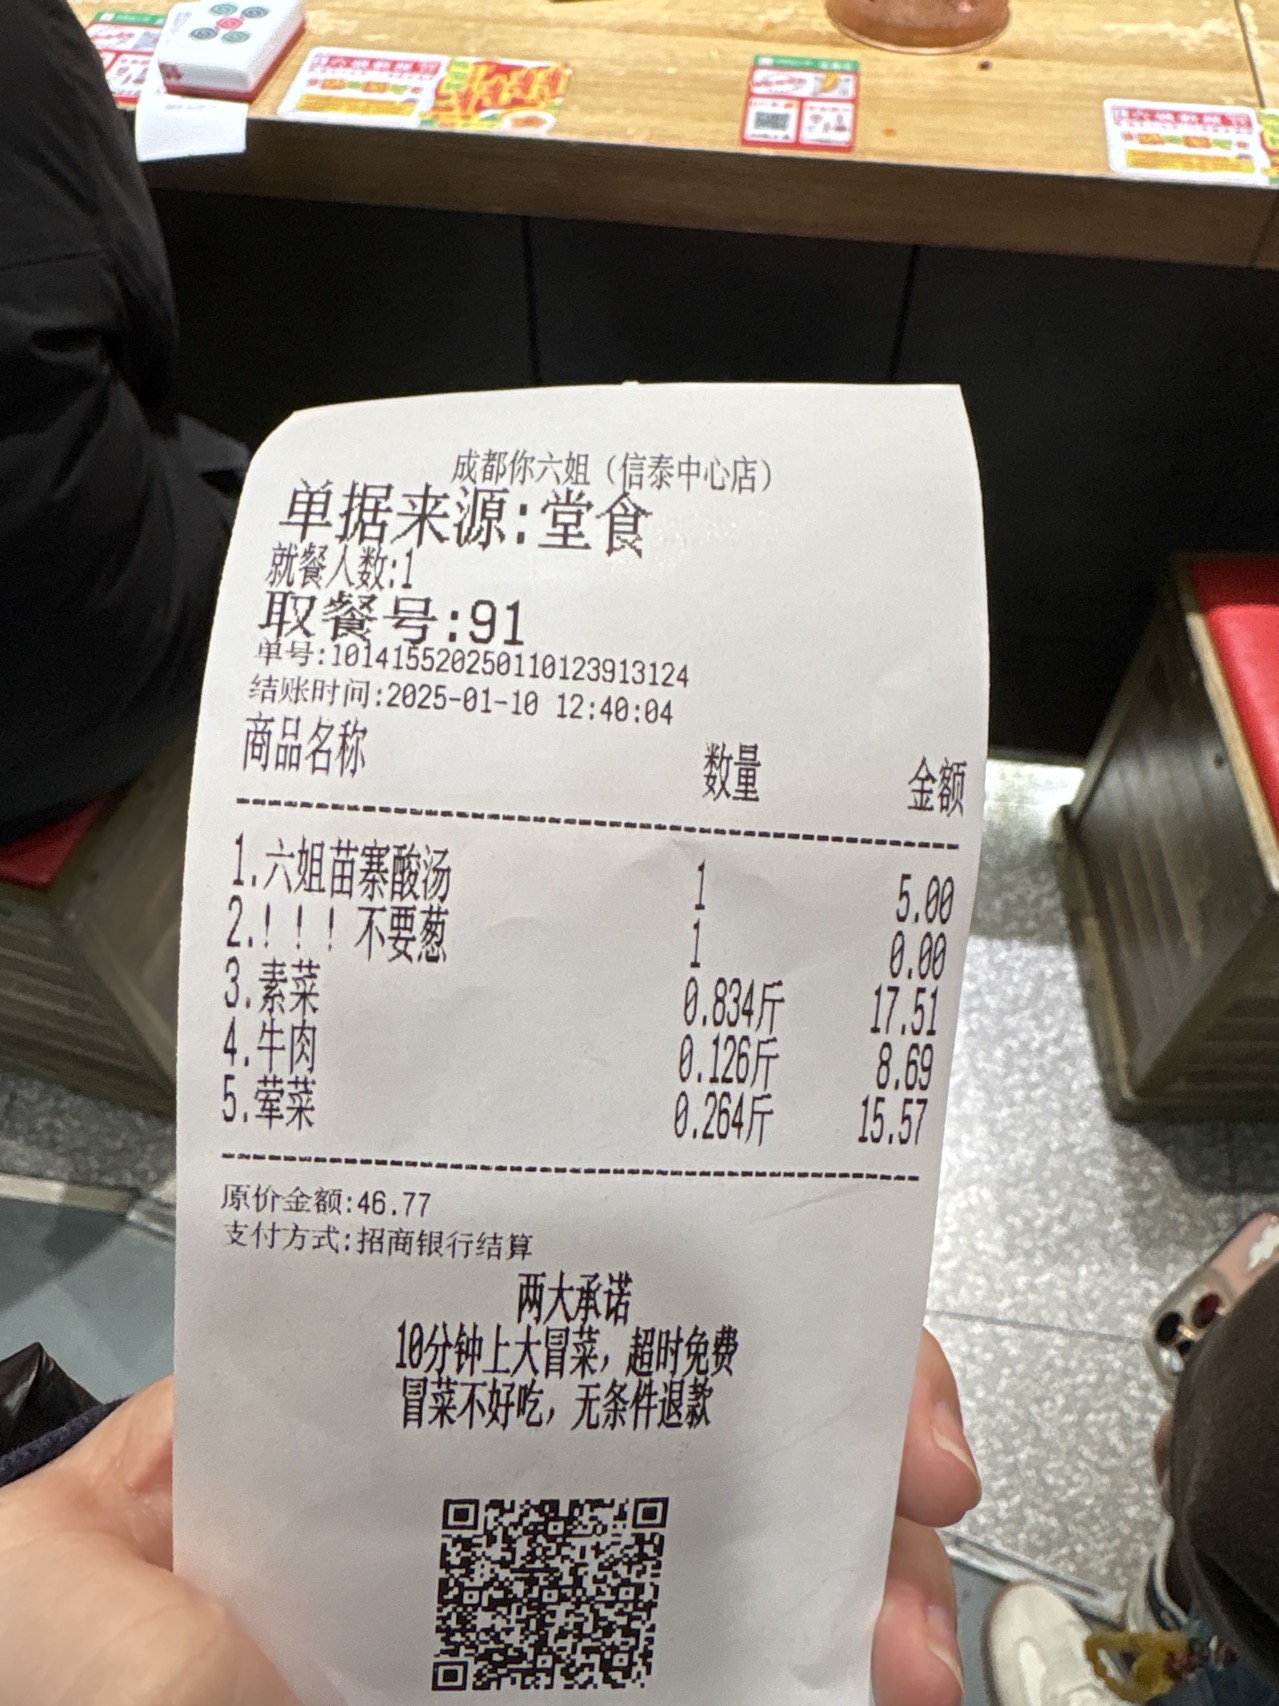 成都你六姐（信泰中心店）
单据来源:堂食
就餐人数:1
取餐号:91
单号:101415520250110123913124
结账时间:2025-01-10 12:40:04
商品名称 数量 金额
1.六姐苗寨酸汤 1 5.00
2.！！！不要葱 1 0.00
3.素菜 0.834斤 17.51
4.牛肉 0.126斤 8.69
5.荤菜 0.264斤 15.57
原价金额:46.77
支付方式:招商银行结算
两大承诺
10分钟上大冒菜，超时免费
冒菜不好吃，无条件退款